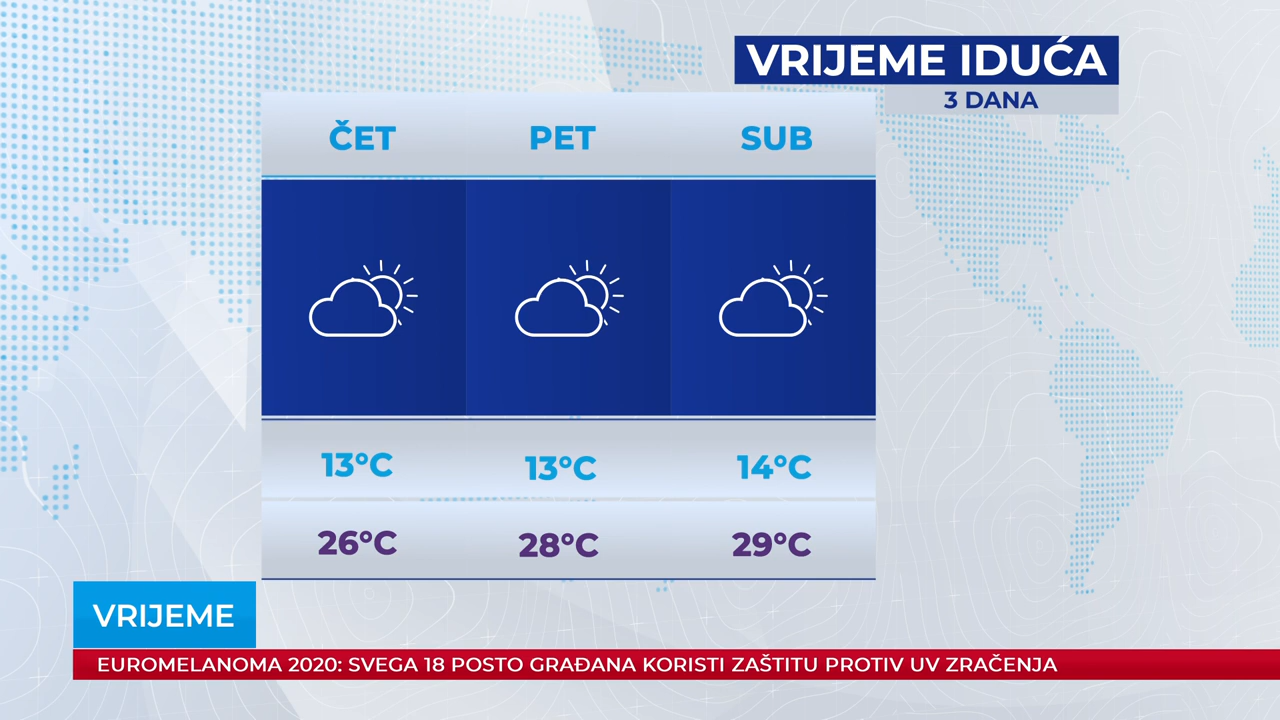 VRIJEME IDUĆA
3 DANA
ČET PET SUB
13°C 13°C 14°C
26°C 28°C 29°C
VRIJEME
EUROMELANOMA 2020: SVEGA 18 POSTO GRAĐANA KORISTI ZAŠTITU PROTIV UV ZRAČENJA